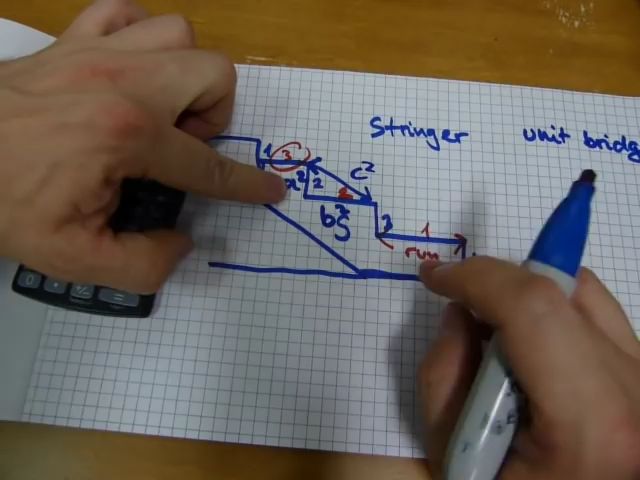 Stringer
unit bridg
1 3 c²
a² 2 2
b² 3 1
run